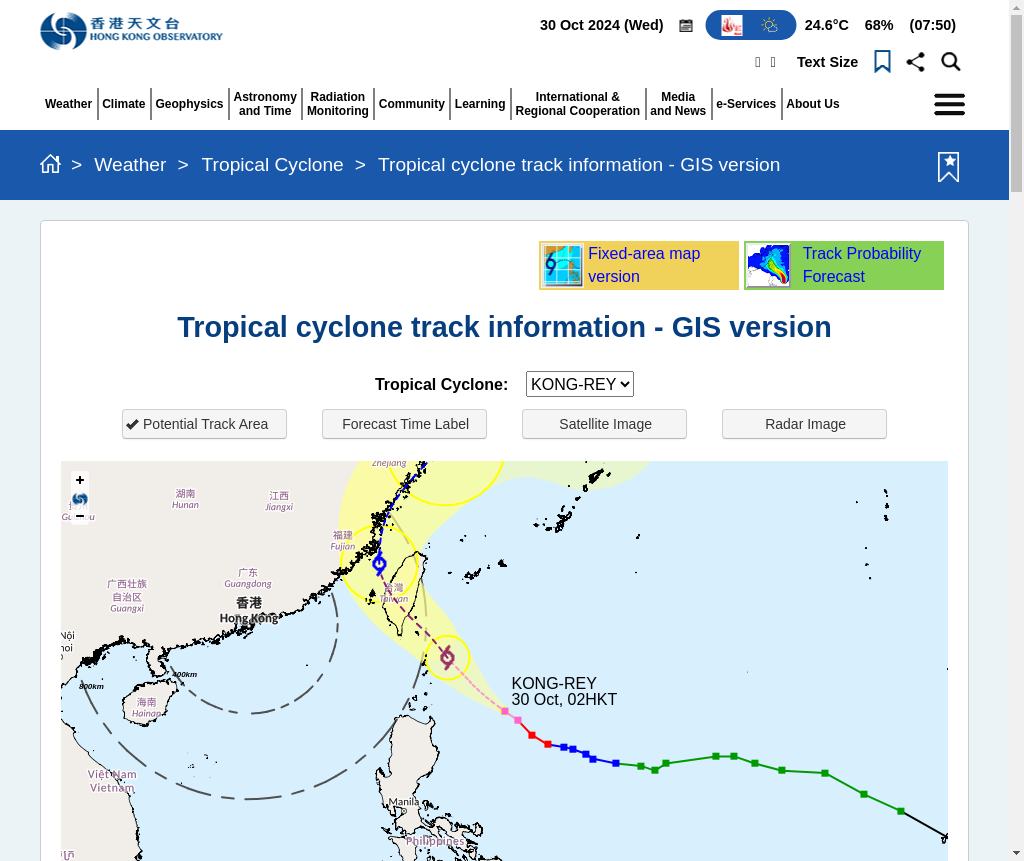 香港天文台
HONG KONG OBSERVATORY
30 Oct 2024 (Wed)
24.6°C 68% (07:50)
Text Size
Weather
Climate
Geophysics
Astronomy
and Time
Radiation
Monitoring
Community
Learning
International &
Regional Cooperation
Media
and News
e-Services
About Us
> Weather > Tropical Cyclone > Tropical cyclone track information - GIS version
Fixed-area map
version
Track Probability
Forecast
Tropical cyclone track information - GIS version
Tropical Cyclone: KONG-REY
Potential Track Area
Forecast Time Label
Satellite Image
Radar Image
+
−
Zhejiang
湖南
Hunan
江西
Jiangxi
福建
Fujian
广东
Guangdong
广西壮族
自治区
Guangxi
香港
Hong Kong
Taiwan
Nội
400km
800km
海南
Hainan
KONG-REY
30 Oct, 02HKT
Việt Nam
Vietnam
Manila
Philippines